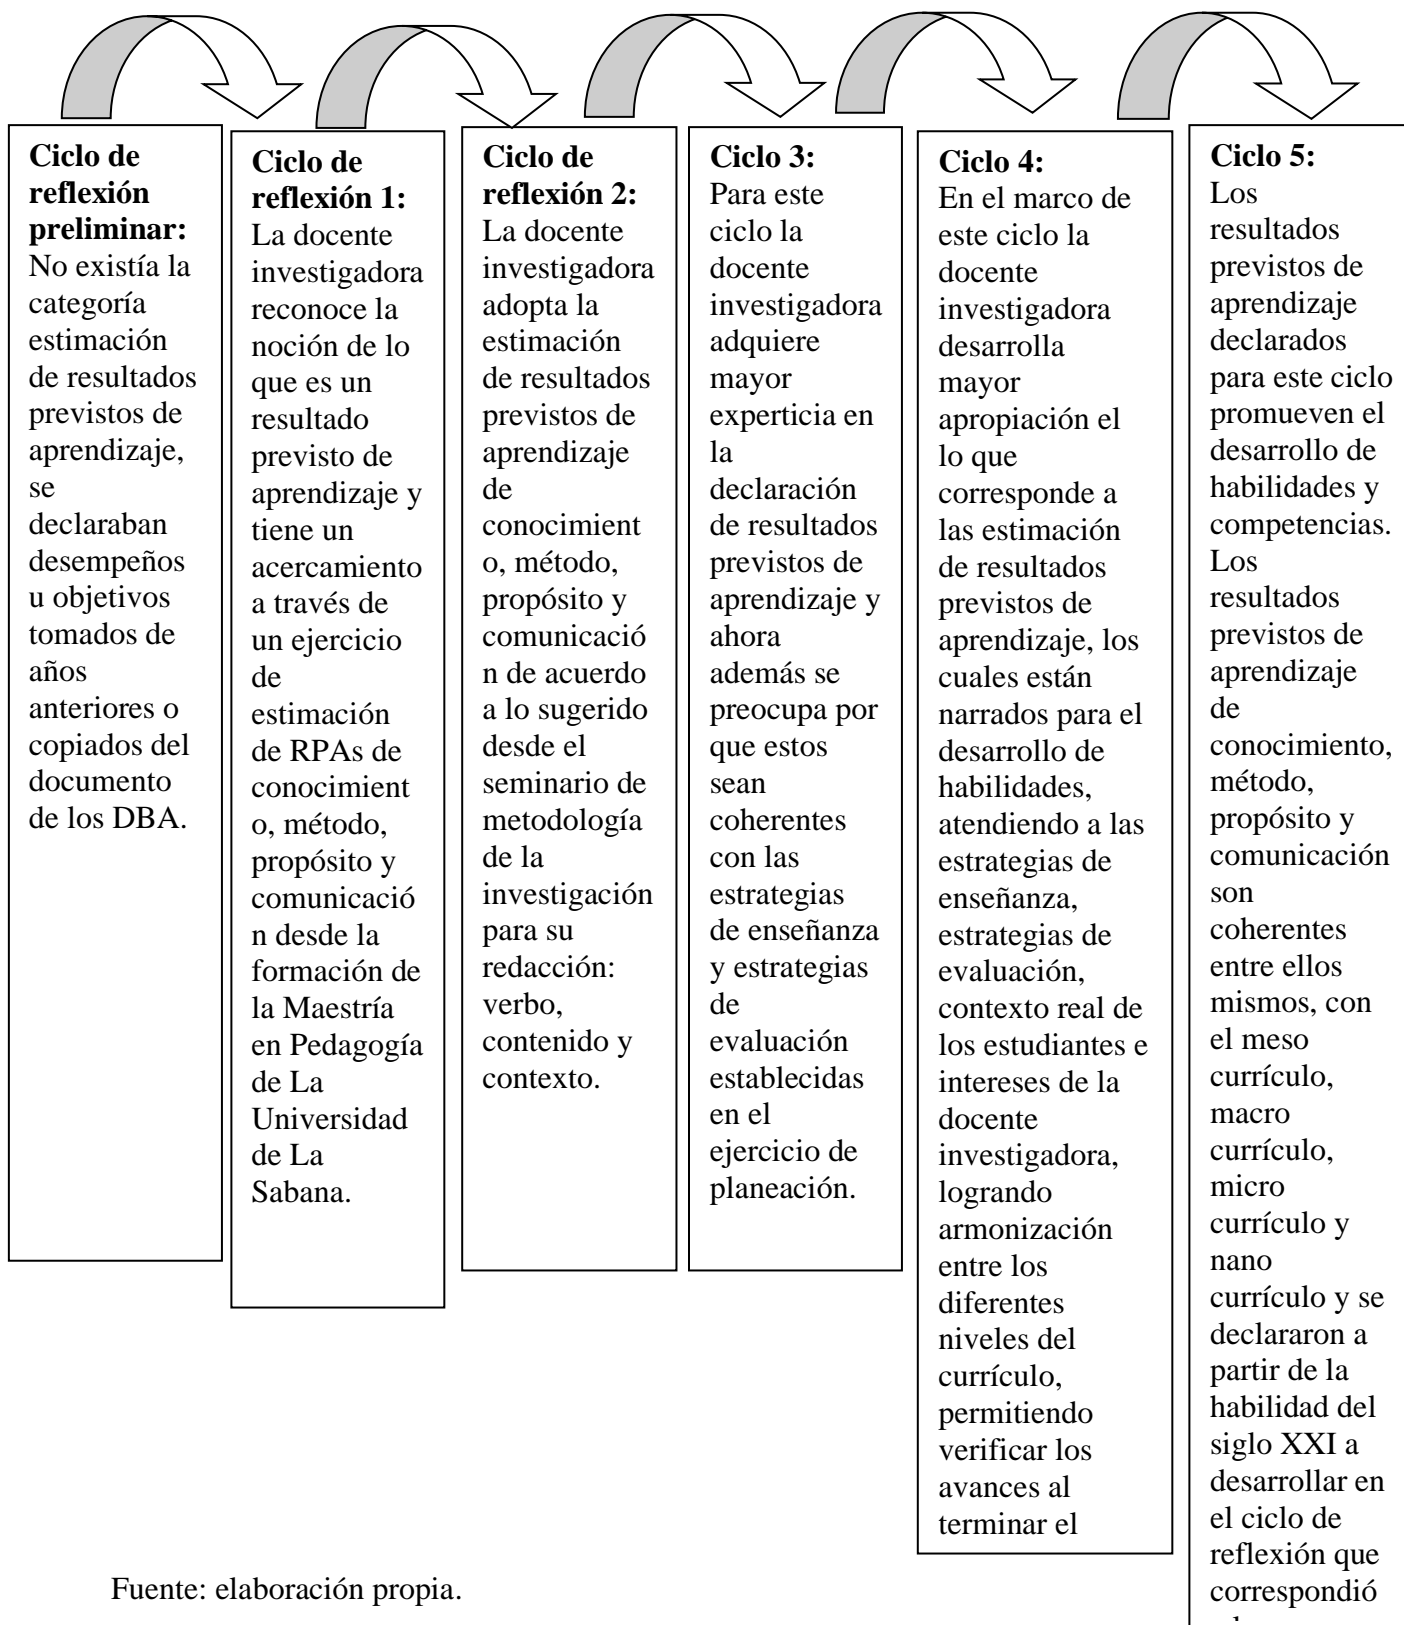 Ciclo de
reflexión
preliminar:
No existía la
categoría
estimación
de resultados
previstos de
aprendizaje,
se
declaraban
desempeños
u objetivos
tomados de
años
anteriores o
copiados del
documento
de los DBA.
Ciclo de
reflexión 1:
La docente
investigadora
reconoce la
noción de lo
que es un
resultado
previsto de
aprendizaje y
tiene un
acercamiento
a través de
un ejercicio
de
estimación
de RPAs de
conocimient
o, método,
propósito y
comunicació
n desde la
formación de
la Maestría
en Pedagogía
de La
Universidad
de La
Sabana.
Ciclo de
reflexión 2:
La docente
investigadora
adopta la
estimación
de resultados
previstos de
aprendizaje
de
conocimient
o, método,
propósito y
comunicació
n de acuerdo
a lo sugerido
desde el
seminario de
metodología
de la
investigación
para su
redacción:
verbo,
contenido y
contexto.
Ciclo 3:
Para este
ciclo la
docente
investigadora
adquiere
mayor
experticia en
la
declaración
de resultados
previstos de
aprendizaje y
ahora
además se
preocupa por
que estos
sean
coherentes
con las
estrategias
de enseñanza
y estrategias
de
evaluación
establecidas
en el
ejercicio de
planeación.
Ciclo 4:
En el marco de
este ciclo la
docente
investigadora
desarrolla
mayor
apropiación el
lo que
corresponde a
las estimación
de resultados
previstos de
aprendizaje, los
cuales están
narrados para el
desarrollo de
habilidades,
atendiendo a las
estrategias de
enseñanza,
estrategias de
evaluación,
contexto real de
los estudiantes e
intereses de la
docente
investigadora,
logrando
armonización
entre los
diferentes
niveles del
currículo,
permitiendo
verificar los
avances al
terminar el
Ciclo 5:
Los
resultados
previstos de
aprendizaje
declarados
para este ciclo
promueven el
desarrollo de
habilidades y
competencias.
Los
resultados
previstos de
aprendizaje
de
conocimiento,
método,
propósito y
comunicación
son
coherentes
entre ellos
mismos, con
el meso
currículo,
macro
currículo,
micro
currículo y
nano
currículo y se
declararon a
partir de la
habilidad del
siglo XXI a
desarrollar en
el ciclo de
reflexión que
correspondió
Fuente: elaboración propia.